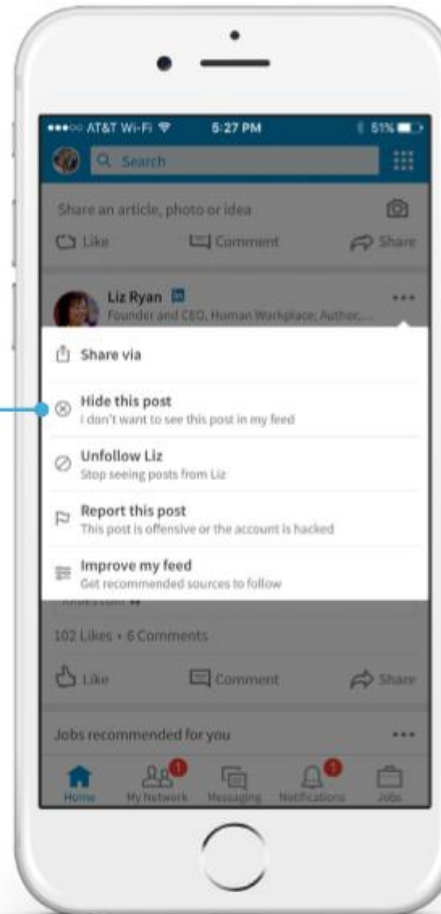 AT&T Wi-Fi 5:27 PM 51%
Search
Share an article, photo or idea
Like Comment Share
Liz Ryan in
Founder and CEO, Human Workplace; Author,...
Share via
Hide this post
I don't want to see this post in my feed
Unfollow Liz
Stop seeing posts from Liz
Report this post
This post is offensive or the account is hacked
Improve my feed
Get recommended sources to follow
102 Likes • 6 Comments
Like Comment Share
Jobs recommended for you
1 1
Home My Network Messaging Notifications Jobs